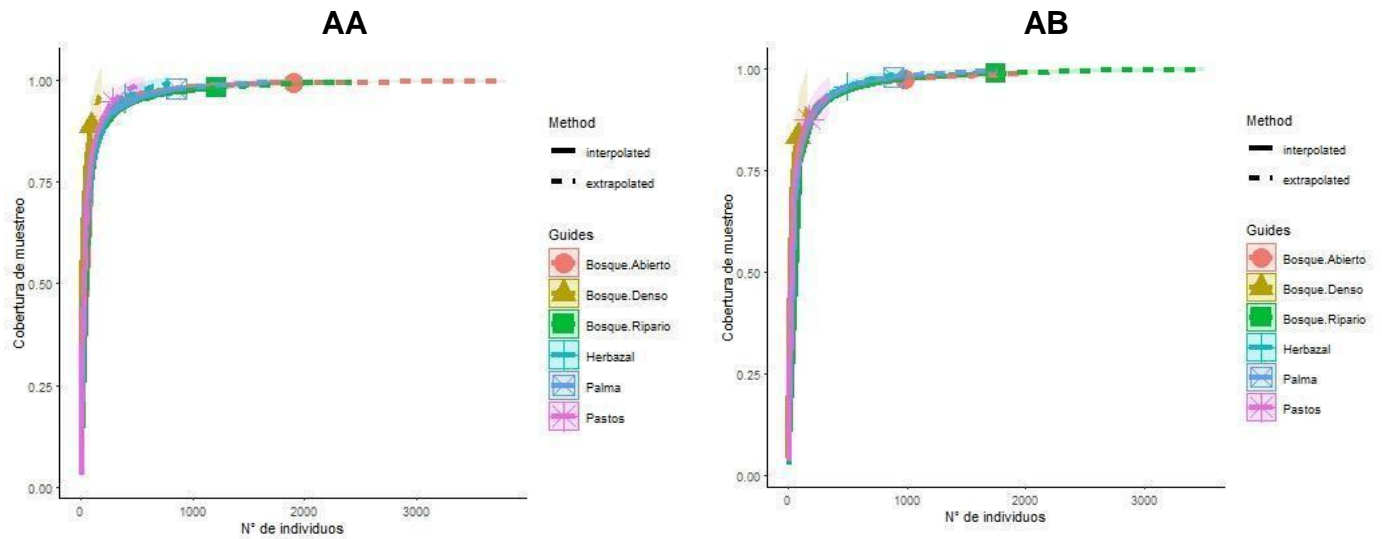 AA
1.00
0.75
0.50
0.25
0.00
Cobertura de muestreo
0
1000
2000
3000
N° de individuos
Method
interpolated
extrapolated
Guides
Bosque.Abierto
Bosque.Denso
Bosque.Ripario
Herbazal
Palma
Pastos
AB
1.00
0.75
0.50
0.25
0.00
Cobertura de muestreo
0
1000
2000
3000
N° de individuos
Method
interpolated
extrapolated
Guides
Bosque.Abierto
Bosque.Denso
Bosque.Ripario
Herbazal
Palma
Pastos